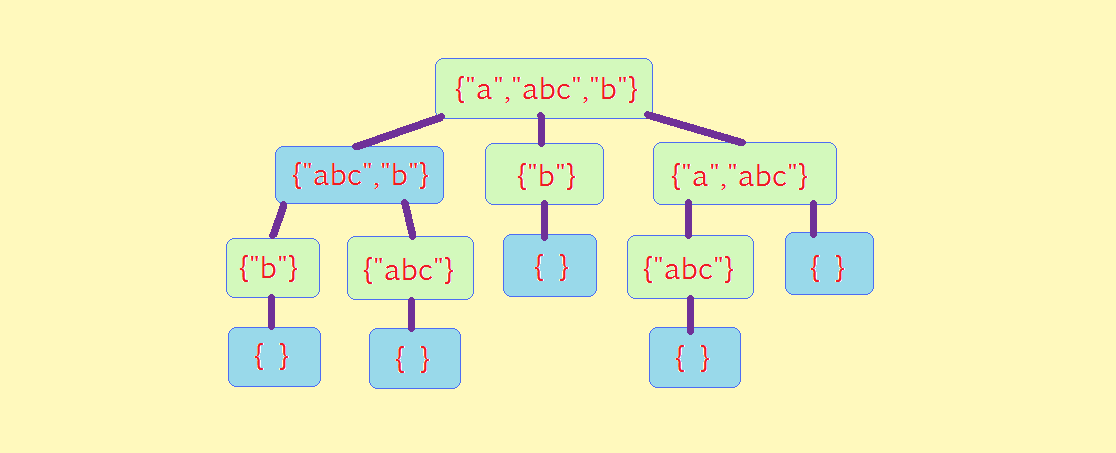 {"a","abc","b"}
{"abc","b"}
{"b"}
{"a","abc"}
{"b"}
{"abc"}
{ }
{"abc"}
{ }
{ }
{ }
{ }